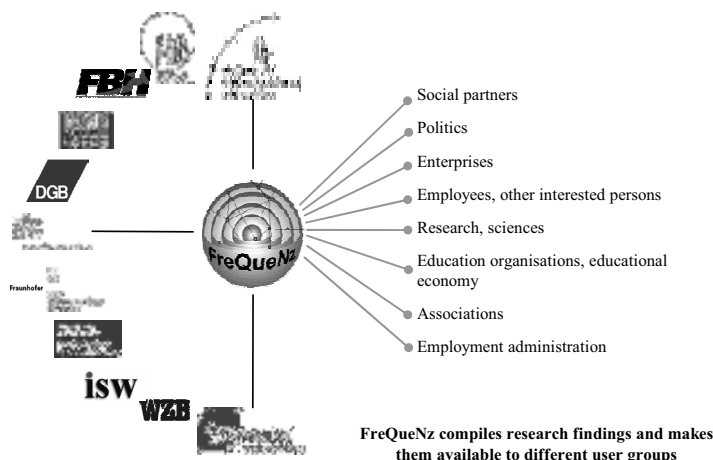 FBH
DGB
Fraunhofer
isw
WZB
FreQueNz
Social partners
Politics
Enterprises
Employees, other interested persons
Research, sciences
Education organisations, educational
economy
Associations
Employment administration
FreQueNz compiles research findings and makes
them available to different user groups